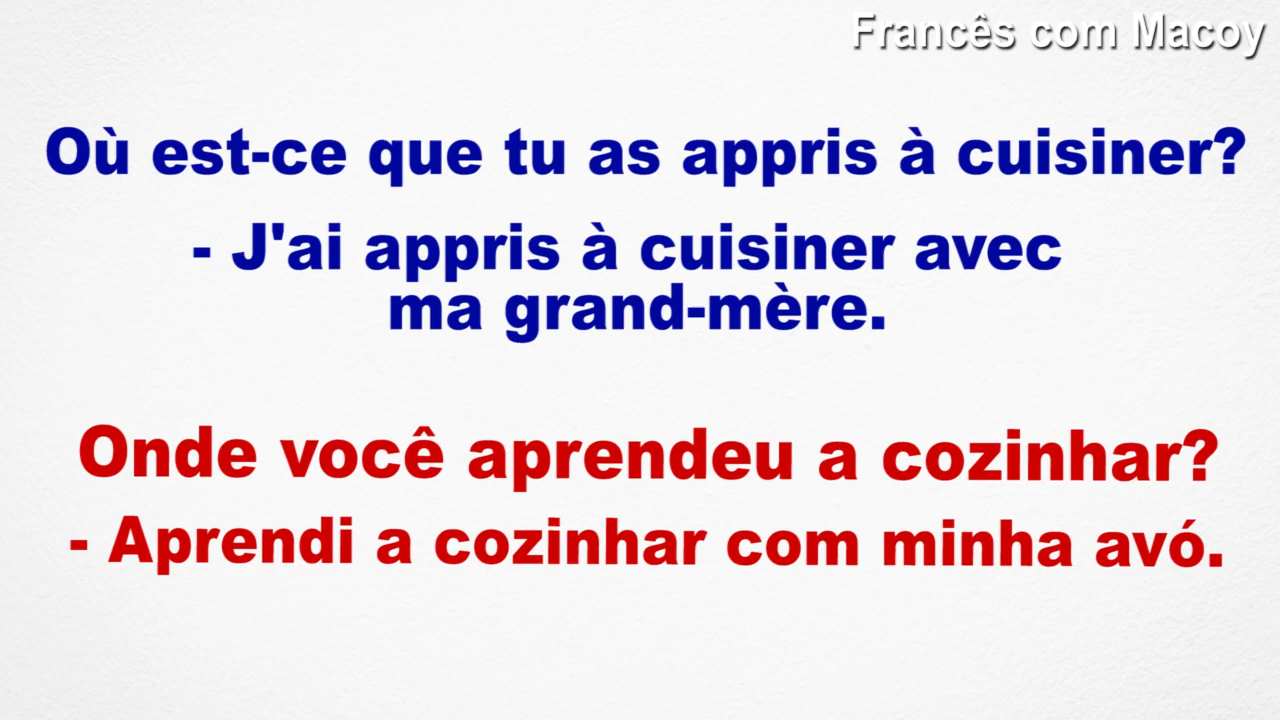 Francês com Macoy
Où est-ce que tu as appris à cuisiner?
- J'ai appris à cuisiner avec
ma grand-mère.
Onde você aprendeu a cozinhar?
- Aprendi a cozinhar com minha avó.